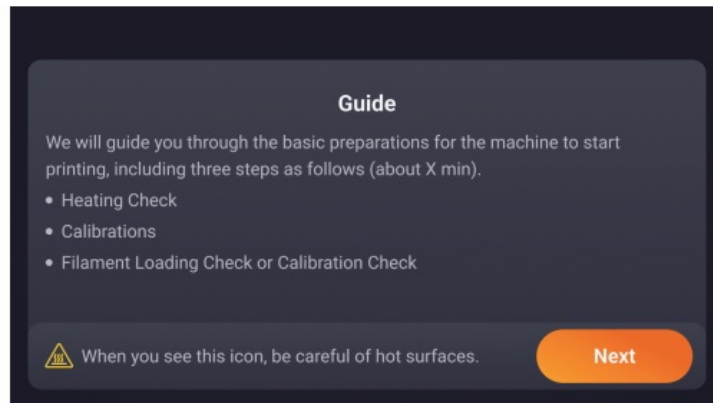 Guide
We will guide you through the basic preparations for the machine to start
printing, including three steps as follows (about X min).
• Heating Check
• Calibrations
• Filament Loading Check or Calibration Check
When you see this icon, be careful of hot surfaces.
Next